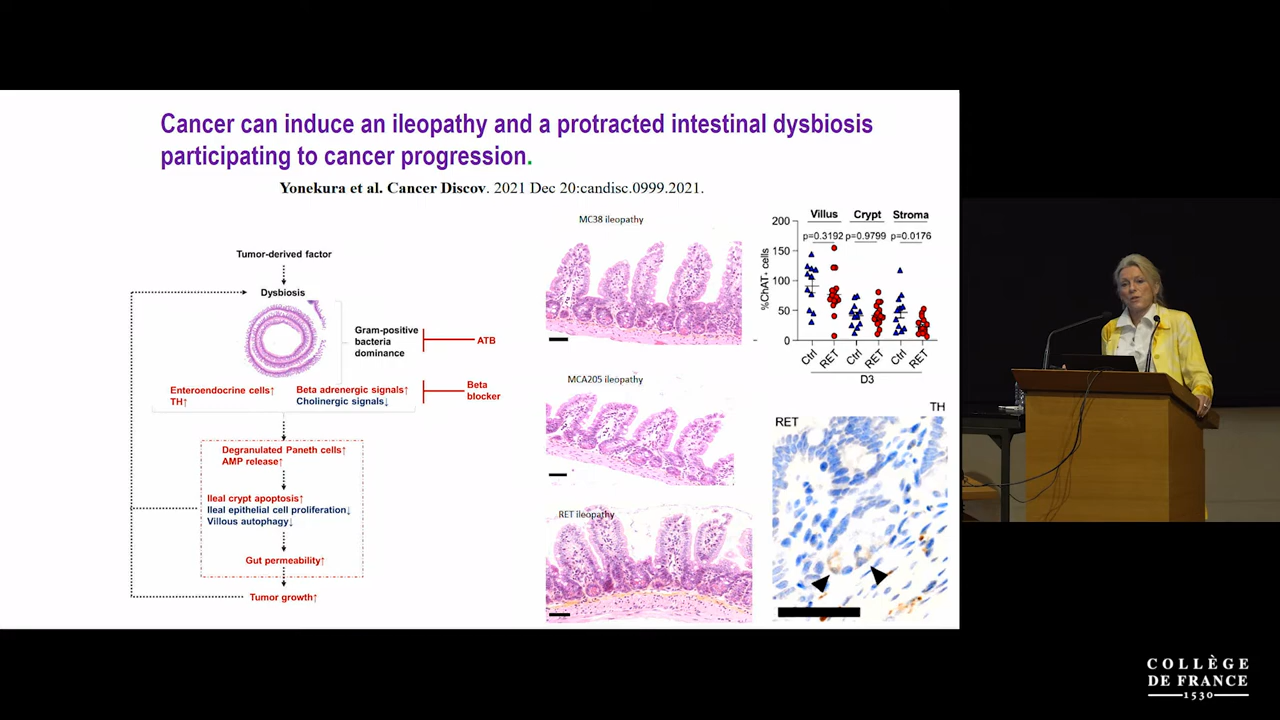 Cancer can induce an ileopathy and a protracted intestinal dysbiosis
participating to cancer progression.
Yonekura et al. Cancer Discov. 2021 Dec 20:candisc.0999.2021.
Tumor-derived factor
Dysbiosis
Gram-positive
bacteria
dominance
ATB
Enteroendocrine cells↑
TH↑
Beta adrenergic signals↑
Cholinergic signals↓
Beta
blocker
Degranulated Paneth cells↑
AMP release↑
Ileal crypt apoptosis↑
Ileal epithelial cell proliferation↓
Villous autophagy↓
Gut permeability↑
Tumor growth↑
MC38 ileopathy
MCA205 ileopathy
RET ileopathy
Villus Crypt Stroma
p=0.3192 p=0.9799 p=0.0176
%ChAT+ cells
200
150
100
50
0
Ctrl RET Ctrl RET Ctrl RET
D3
TH
RET
COLLÈGE
DE FRANCE
1530